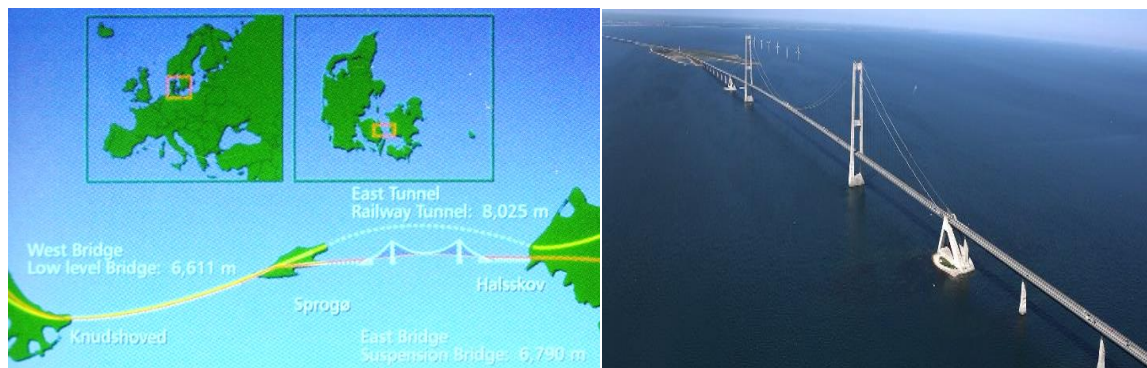 East Tunnel
Railway Tunnel: 8,025 m
West Bridge
Low level Bridge: 6,611 m
Halsskov
Sprogø
Knudshoved
East Bridge
Suspension Bridge: 6,790 m